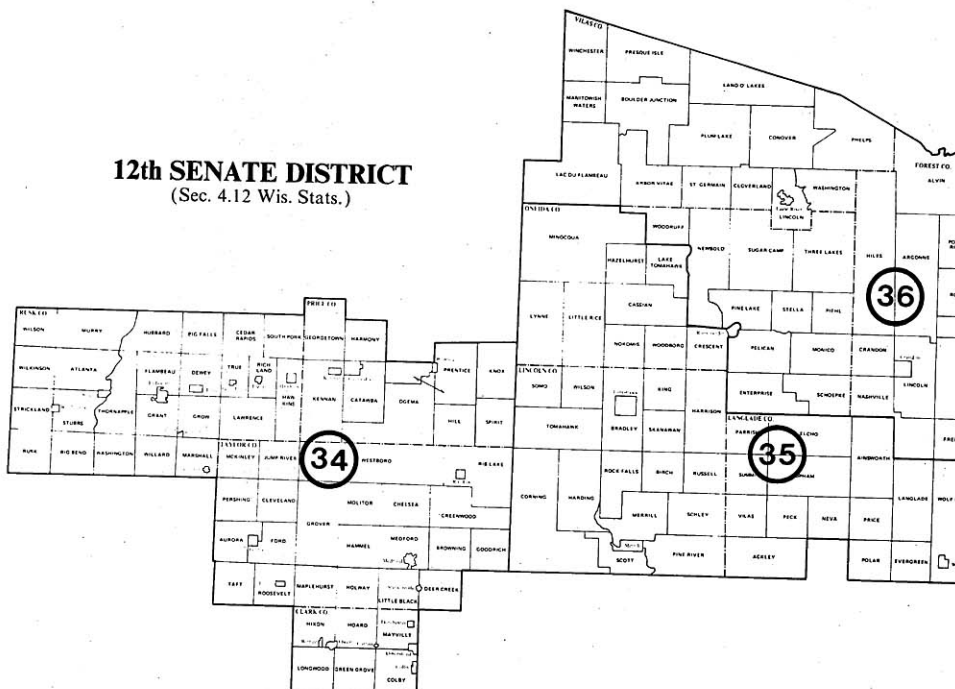 12th SENATE DISTRICT
(Sec. 4.12 Wis. Stats.)
VILAS CO
WINCHESTER
PRESQUE ISLE
LAND O' LAKES
MANITOWISH
WATERS
BOULDER JUNCTION
PLUM LAKE
CONOVER
PHELPS
FOREST CO.
ALVIN
LAC DU FLAMBEAU
ARBOR VITAE
ST GERMAIN
CLOVERLAND
WASHINGTON
LINCOLN
ONEIDA CO
MINOCQUA
WOODRUFF
NEWBOLD
SUGAR CAMP
THREE LAKES
HILES
ARGONNE
HAZELHURST
LAKE
TOMAHAWK
36
CASSIAN
LYNNE
LITTLE RICE
PINE LAKE
STELLA
PIEHL
NOKOMIS
WOODBORO
CRESCENT
PELICAN
MONICO
CRANDON
LINCOLN
PRICE CO
RUSK CO
WILSON
MURRY
HUBBARD
BIG FALLS
CEDAR
RAPIDS
SOUTH FORK
GEORGETOWN
HARMONY
WILKINSON
ATLANTA
FLAMBEAU
DEWEY
TRUE
RICH
LAND
HAW
KINS
KENNAN
CATAWBA
OGEMA
PRENTICE
KNOX
STRICKLAND
STUBBS
THORNAPPLE
GRANT
GROW
LAWRENCE
HILL
SPIRIT
RUSK
BIG BEND
WASHINGTON
WILLARD
MARSHALL
LINCOLN CO
SOMO
WILSON
KING
HARRISON
ENTERPRISE
SCHOEPKE
NASHVILLE
TOMAHAWK
BRADLEY
SKANAWAN
LANGLADE CO
PARRISH
ELCHO
35
AINSWORTH
ROCK FALLS
BIRCH
RUSSELL
SUMM
PHAM
LANGLADE
CORNING
HARDING
MERRILL
SCHLEY
VILAS
PECK
NEVA
PRICE
SCOTT
PINE RIVER
ACKLEY
POLAR
EVERGREEN
TAYLOR CO
MCKINLEY
JUMP RIVER
34
WESTBORO
RIB LAKE
PERSHING
CLEVELAND
MOLITOR
CHELSEA
GREENWOOD
GROVER
AURORA
FORD
HAMMEL
MEDFORD
BROWNING
GOODRICH
TAFT
ROOSEVELT
MAPLEHURST
HOLWAY
LITTLE BLACK
DEER CREEK
CLARK CO
HIXON
HOARD
MAYVILLE
LONGWOOD
GREEN GROVE
COLBY